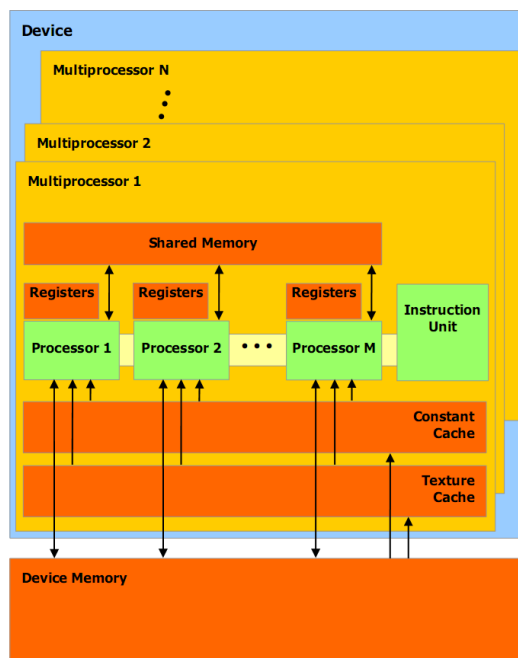 Device
Multiprocessor N
Multiprocessor 2
Multiprocessor 1
Shared Memory
Registers
Registers
Registers
Instruction
Unit
Processor 1
Processor 2
Processor M
Constant
Cache
Texture
Cache
Device Memory